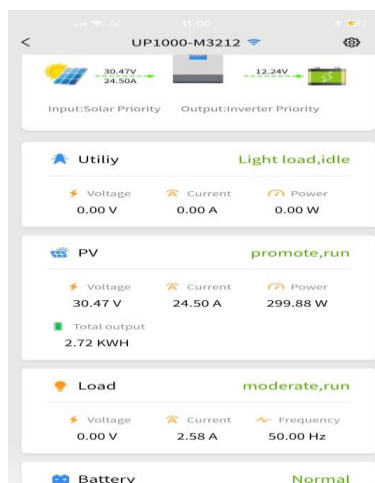 11:00
< UP1000-M3212
30.47V
24.50A
12.24V
Input:Solar Priority Output:Inverter Priority
Utiliy Light load,idle
Voltage Current Power
0.00 V 0.00 A 0.00 W
PV promote,run
Voltage Current Power
30.47 V 24.50 A 299.88 W
Total output
2.72 KWH
Load moderate,run
Voltage Current Frequency
0.00 V 2.58 A 50.00 Hz
Battery Normal